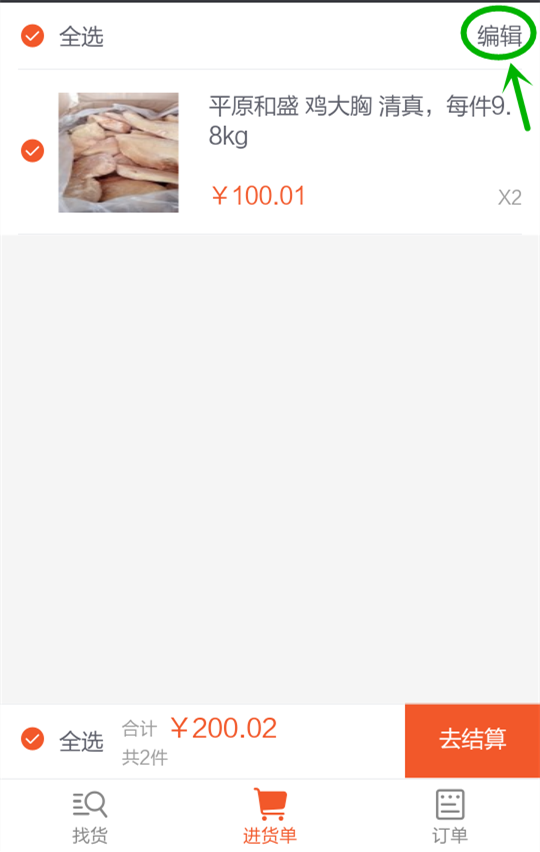 全选
编辑
平原和盛 鸡大胸 清真，每件9.
8kg
￥100.01
X2
全选
合计 ￥200.02
共2件
去结算
找货
进货单
订单